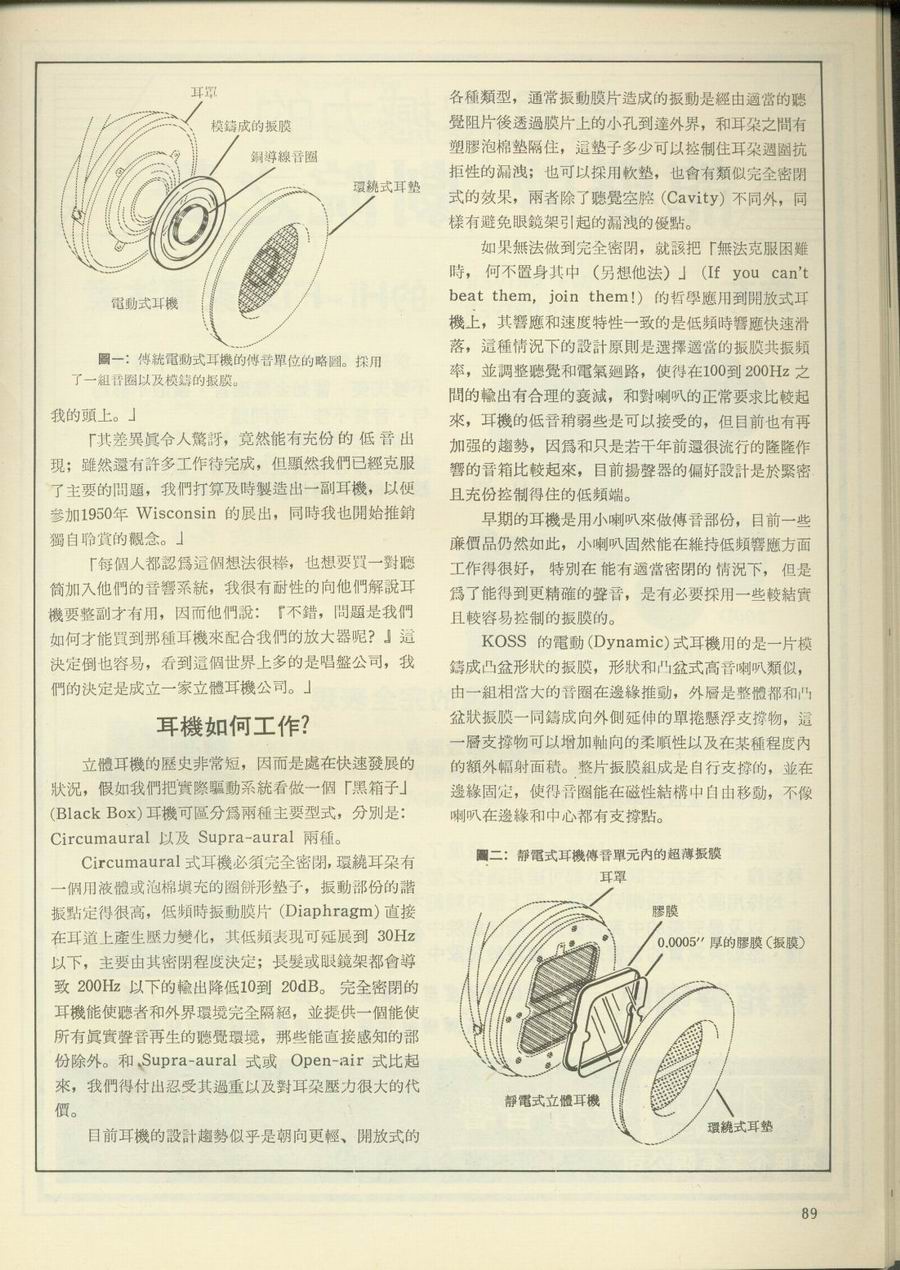 耳罩
模鑄成的振膜
銅導線音圈
環繞式耳墊
電動式耳機
圖一：傳統電動式耳機的傳音單位的略圖。採用
了一組音圈以及模鑄的振膜。
我的頭上。」
「其差異眞令人驚訝，竟然能有充份的低音出
現；雖然還有許多工作待完成，但顯然我們已經克服
了主要的問題，我們打算及時製造出一副耳機，以便
參加1950年 Wisconsin 的展出，同時我也開始推銷
獨自聆賞的觀念。」
「每個人都認爲這個想法很棒，也想要買一對聽
筒加入他們的音響系統，我很有耐性的向他們解說耳
機要整副才有用，因而他們說：『不錯，問題是我們
如何才能買到那種耳機來配合我們的放大器呢？』這
決定倒也容易，看到這個世界上多的是唱盤公司，我
們的決定是成立一家立體耳機公司。」
耳機如何工作？
立體耳機的歷史非常短，因而是處在快速發展的
狀況，假如我們把實際驅動系統看做一個「黑箱子」
(Black Box) 耳機可區分爲兩種主要型式，分別是：
Circumaural 以及 Supra-aural 兩種。
Circumaural 式耳機必須完全密閉，環繞耳朶有
一個用液體或泡棉塡充的圈餅形墊子，振動部份的諧
振點定得很高，低頻時振動膜片 (Diaphragm) 直接
在耳道上產生壓力變化，其低頻表現可延展到 30Hz
以下，主要由其密閉程度決定；長髮或眼鏡架都會導
致 200Hz 以下的輸出降低10到 20dB。完全密閉的
耳機能使聽者和外界環境完全隔絕，並提供一個能使
所有眞實聲音再生的聽覺環境，那些能直接感知的部
份除外。和 Supra-aural 式或 Open-air 式比起
來，我們得付出忍受其過重以及對耳朶壓力很大的代
價。
目前耳機的設計趨勢似乎是朝向更輕、開放式的
各種類型，通常振動膜片造成的振動是經由適當的聽
覺阻片後透過膜片上的小孔到達外界，和耳朶之間有
塑膠泡棉墊隔住，這墊子多少可以控制住耳朶週圍抗
拒性的漏洩；也可以採用軟墊，也會有類似完全密閉
式的效果，兩者除了聽覺空腔 (Cavity) 不同外，同
樣有避免眼鏡架引起的漏洩的優點。
如果無法做到完全密閉，就該把「無法克服困難
時，何不置身其中（另想他法）」(If you can't
beat them, join them!) 的哲學應用到開放式耳
機上，其響應和速度特性一致的是低頻時響應快速滑
落，這種情況下的設計原則是選擇適當的振膜共振頻
率，並調整聽覺和電氣廻路，使得在100到 200Hz 之
間的輸出有合理的衰減，和對喇叭的正常要求比較起
來，耳機的低音稍弱些是可以接受的，但目前也有再
加强的趨勢，因爲和只是若干年前還很流行的隆隆作
響的音箱比較起來，目前揚聲器的偏好設計是於緊密
且充份控制得住的低頻端。
早期的耳機是用小喇叭來做傳音部份，目前一些
廉價品仍然如此，小喇叭固然能在維持低頻響應方面
工作得很好，特別在能有適當密閉的情況下，但是
爲了能得到更精確的聲音，是有必要採用一些較結實
且較容易控制的振膜的。
KOSS 的電動 (Dynamic) 式耳機用的是一片模
鑄成凸盆形狀的振膜，形狀和凸盆式高音喇叭類似，
由一組相當大的音圈在邊緣推動，外層是整體都和凸
盆狀振膜一同鑄成向外側延伸的單捲懸浮支撐物，這
一層支撐物可以增加軸向的柔順性以及在某種程度內
的額外幅射面積。整片振膜組成是自行支撐的，並在
邊緣固定，使得音圈能在磁性結構中自由移動，不像
喇叭在邊緣和中心都有支撐點。
圖二：靜電式耳機傳音單元內的超薄振膜
耳罩
膠膜
0.0005″ 厚的膠膜（振膜）
靜電式立體耳機
環繞式耳墊
89